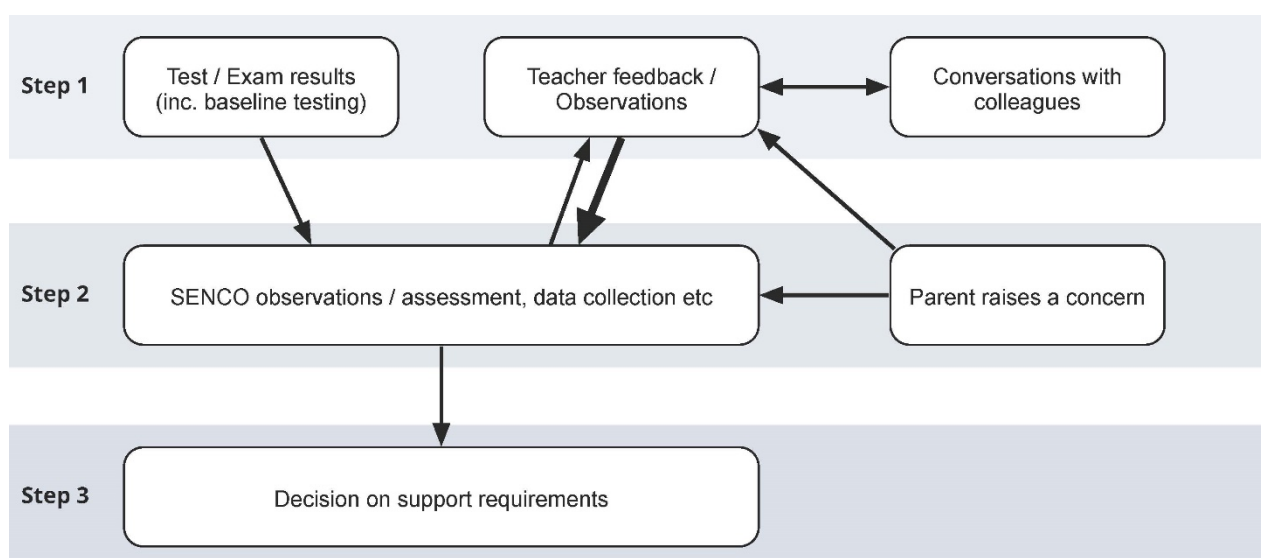 Step 1
Test / Exam results
(inc. baseline testing)
Teacher feedback /
Observations
Conversations with
colleagues
Step 2
SENCO observations / assessment, data collection etc
Parent raises a concern
Step 3
Decision on support requirements